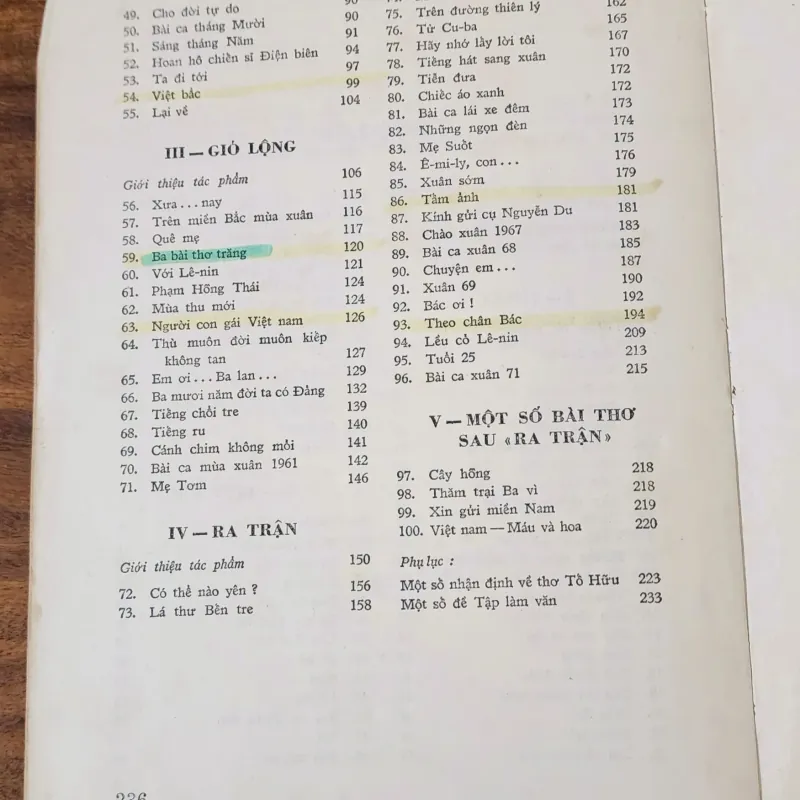 49. Cho đời tự do
50. Bài ca tháng Mười 90
51. Sáng tháng Năm 91
52. Hoan hô chiến sĩ Điện biên 94
53. Ta đi tới 97
54. Việt bắc 99
55. Lại về 104
III — GIÓ LỘNG
Giới thiệu tác phẩm 106
56. Xưa... nay 115
57. Trên miền Bắc mùa xuân 116
58. Quê mẹ 117
59. Ba bài thơ trăng 120
60. Với Lê-nin 121
61. Phạm Hồng Thái 124
62. Mùa thu mới 124
63. Người con gái Việt nam 126
64. Thù muôn đời muôn kiếp
không tan 127
65. Em ơi... Ba lan... 129
66. Ba mươi năm đời ta có Đảng 132
67. Tiếng chổi tre 139
68. Tiếng ru 140
69. Cánh chim không mỏi 141
70. Bài ca mùa xuân 1961 142
71. Mẹ Tơm 146
IV — RA TRẬN
Giới thiệu tác phẩm 150
72. Có thể nào yên ? 156
73. Lá thư Bến tre 158
75. Trên đường thiên lý 162
76. Từ Cu-ba 165
77. Hãy nhớ lấy lời tôi 167
78. Tiếng hát sang xuân 170
79. Tiễn đưa 172
80. Chiếc áo xanh 172
81. Bài ca lái xe đêm 173
82. Những ngọn đèn 174
83. Mẹ Suốt 175
84. Ê-mi-ly, con... 176
85. Xuân sớm 179
86. Tấm ảnh 181
87. Kính gửi cụ Nguyễn Du 181
88. Chào xuân 1967 183
89. Bài ca xuân 68 185
90. Chuyện em... 187
91. Xuân 69 190
92. Bác ơi ! 192
93. Theo chân Bác 194
94. Lều cỏ Lê-nin 209
95. Tuổi 25 213
96. Bài ca xuân 71 215
V — MỘT SỐ BÀI THƠ
SAU «RA TRẬN»
97. Cây hồng 218
98. Thăm trại Ba vì 218
99. Xin gửi miền Nam 219
100. Việt nam — Máu và hoa 220
Phụ lục :
Một số nhận định về thơ Tố Hữu 223
Một số đề Tập làm văn 233